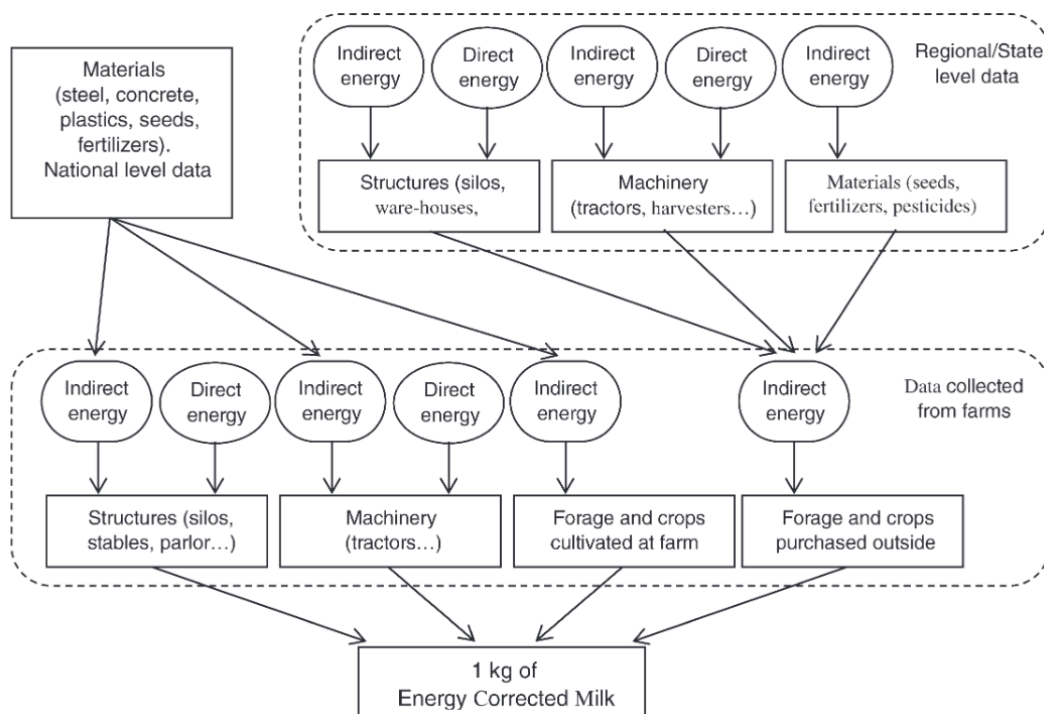 Materials
(steel, concrete,
plastics, seeds,
fertilizers).
National level data
Indirect
energy
Direct
energy
Indirect
energy
Direct
energy
Indirect
energy
Regional/State
level data
Structures (silos,
ware-houses,
Machinery
(tractors, harvesters…)
Materials (seeds,
fertilizers, pesticides)
Indirect
energy
Direct
energy
Indirect
energy
Direct
energy
Indirect
energy
Indirect
energy
Data collected
from farms
Structures (silos,
stables, parlor…)
Machinery
(tractors…)
Forage and crops
cultivated at farm
Forage and crops
purchased outside
1 kg of
Energy Corrected Milk